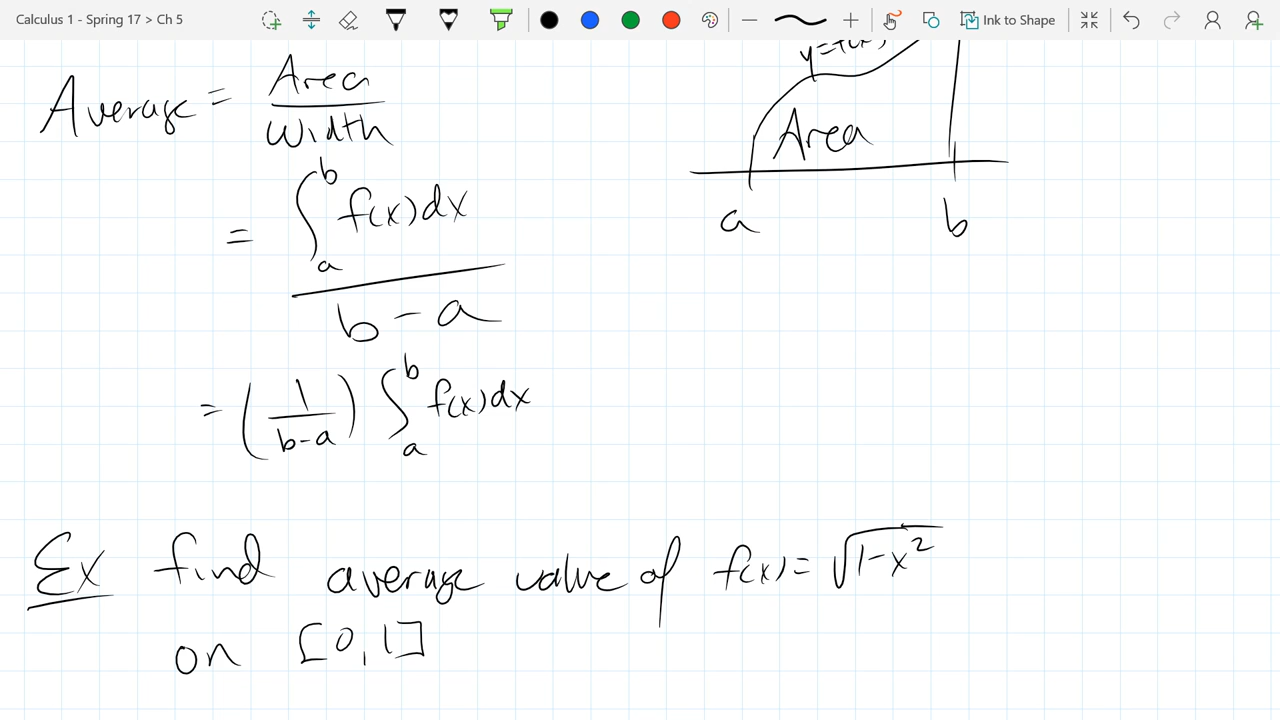 Calculus 1 - Spring 17 > Ch 5
Ink to Shape
Average = Area / Width
= ∫_a^b f(x)dx / b-a
= (1/(b-a)) ∫_a^b f(x)dx
y=f(x)
Area
a b
Ex find average value of f(x)= √(1-x²)
on [0,1]